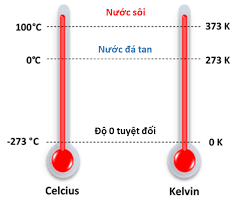 Nước sôi
100°C 373 K
Nước đá tan
0°C 273 K
Độ 0 tuyệt đối
-273 °C 0 K
Celcius Kelvin